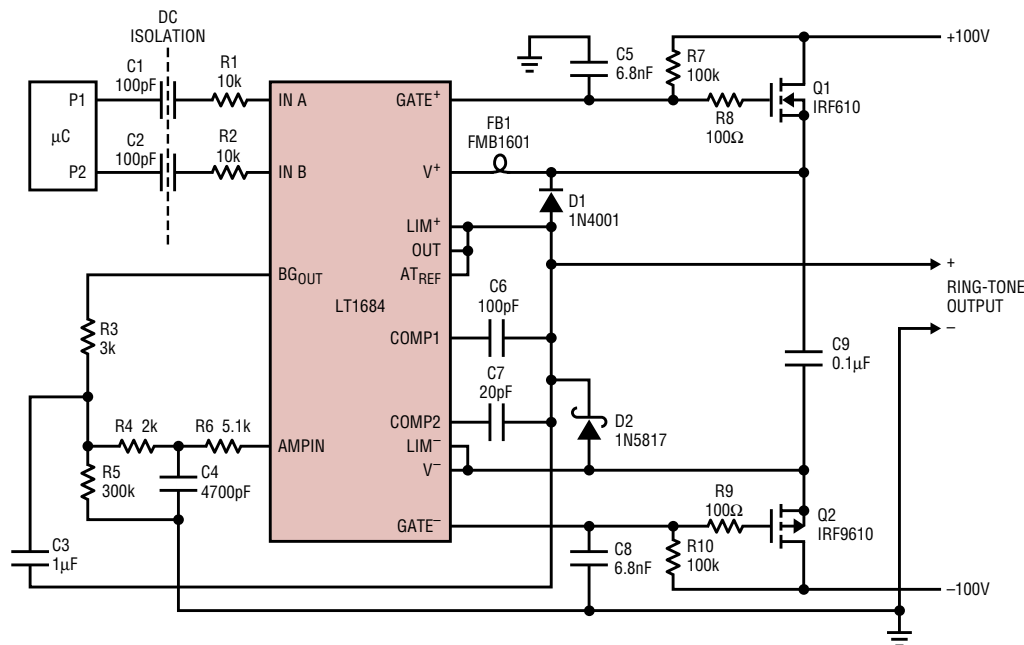 DC
ISOLATION
C1
100pF
R1
10k
P1
µC
P2
C2
100pF
R2
10k
IN A
IN B
BGOUT
LT1684
AMPIN
GATE+
V+
LIM+
OUT
ATREF
COMP1
COMP2
LIM–
V–
GATE–
C5
6.8nF
R7
100k
R8
100Ω
Q1
IRF610
+100V
FB1
FMB1601
D1
1N4001
C6
100pF
C7
20pF
D2
1N5817
+
RING-TONE
OUTPUT
–
C9
0.1µF
R3
3k
R4 2k
R6 5.1k
R5
300k
C4
4700pF
C3
1µF
R9
100Ω
Q2
IRF9610
C8
6.8nF
R10
100k
–100V